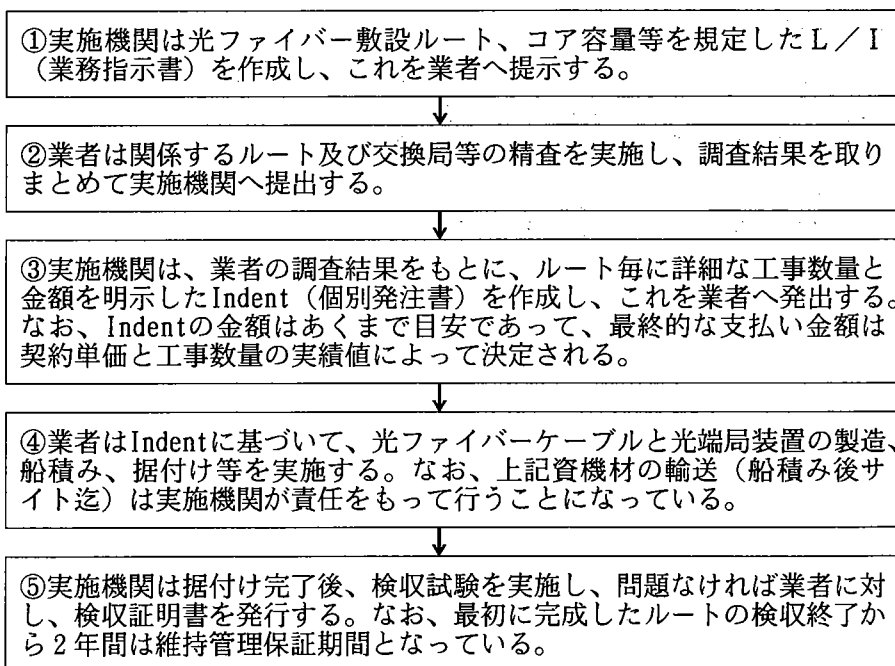 ①実施機関は光ファイバー敷設ルート、コア容量等を規定したL/I
(業務指示書)を作成し、これを業者へ提示する。
②業者は関係するルート及び交換局等の精査を実施し、調査結果を取り
まとめて実施機関へ提出する。
③実施機関は、業者の調査結果をもとに、ルート毎に詳細な工事数量と
金額を明示したIndent(個別発注書)を作成し、これを業者へ発出する。
なお、Indentの金額はあくまで目安であって、最終的な支払い金額は
契約単価と工事数量の実績値によって決定される。
④業者はIndentに基づいて、光ファイバーケーブルと光端局装置の製造、
船積み、据付け等を実施する。なお、上記資機材の輸送(船積み後サ
イト迄)は実施機関が責任をもって行うことになっている。
⑤実施機関は据付け完了後、検収試験を実施し、問題なければ業者に対
し、検収証明書を発行する。なお、最初に完成したルートの検収終了か
ら2年間は維持管理保証期間となっている。